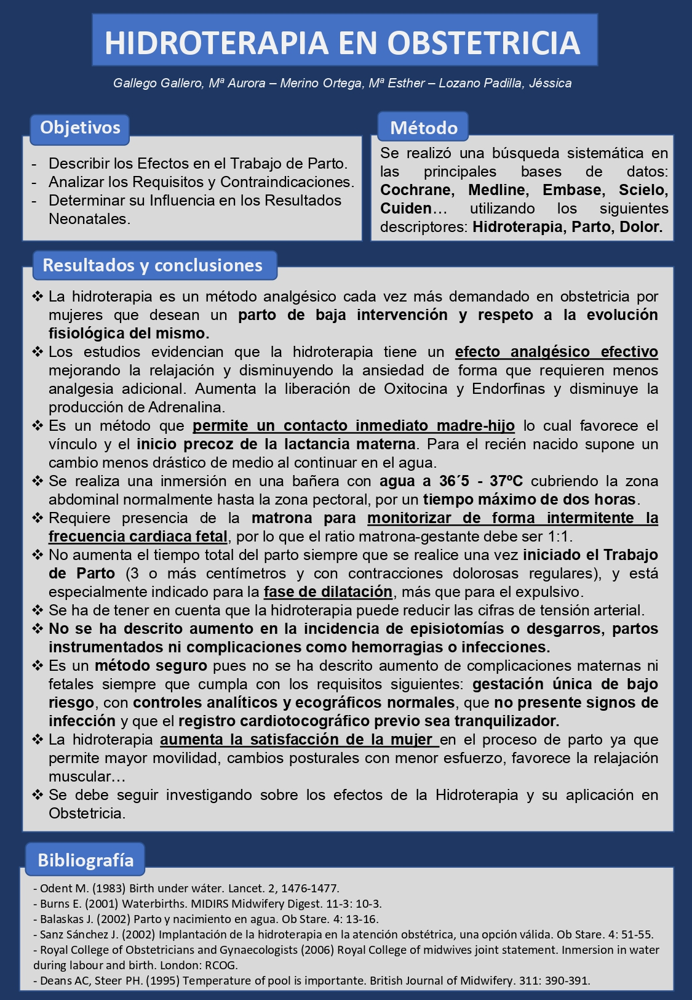 HIDROTERAPIA EN OBSTETRICIA
Gallego Gallero, Mª Aurora – Merino Ortega, Mª Esther – Lozano Padilla, Jéssica
Objetivos
- Describir los Efectos en el Trabajo de Parto.
- Analizar los Requisitos y Contraindicaciones.
- Determinar su Influencia en los Resultados
Neonatales.
Método
Se realizó una búsqueda sistemática en
las principales bases de datos:
Cochrane, Medline, Embase, Scielo,
Cuiden… utilizando los siguientes
descriptores: Hidroterapia, Parto, Dolor.
Resultados y conclusiones
❖ La hidroterapia es un método analgésico cada vez más demandado en obstetricia por
mujeres que desean un parto de baja intervención y respeto a la evolución
fisiológica del mismo.
❖ Los estudios evidencian que la hidroterapia tiene un efecto analgésico efectivo
mejorando la relajación y disminuyendo la ansiedad de forma que requieren menos
analgesia adicional. Aumenta la liberación de Oxitocina y Endorfinas y disminuye la
producción de Adrenalina.
❖ Es un método que permite un contacto inmediato madre-hijo lo cual favorece el
vínculo y el inicio precoz de la lactancia materna. Para el recién nacido supone un
cambio menos drástico de medio al continuar en el agua.
❖ Se realiza una inmersión en una bañera con agua a 36´5 - 37ºC cubriendo la zona
abdominal normalmente hasta la zona pectoral, por un tiempo máximo de dos horas.
❖ Requiere presencia de la matrona para monitorizar de forma intermitente la
frecuencia cardiaca fetal, por lo que el ratio matrona-gestante debe ser 1:1.
❖ No aumenta el tiempo total del parto siempre que se realice una vez iniciado el Trabajo
de Parto (3 o más centímetros y con contracciones dolorosas regulares), y está
especialmente indicado para la fase de dilatación, más que para el expulsivo.
❖ Se ha de tener en cuenta que la hidroterapia puede reducir las cifras de tensión arterial.
❖ No se ha descrito aumento en la incidencia de episiotomías o desgarros, partos
instrumentados ni complicaciones como hemorragias o infecciones.
❖ Es un método seguro pues no se ha descrito aumento de complicaciones maternas ni
fetales siempre que cumpla con los requisitos siguientes: gestación única de bajo
riesgo, con controles analíticos y ecográficos normales, que no presente signos de
infección y que el registro cardiotocográfico previo sea tranquilizador.
❖ La hidroterapia aumenta la satisfacción de la mujer en el proceso de parto ya que
permite mayor movilidad, cambios posturales con menor esfuerzo, favorece la relajación
muscular…
❖ Se debe seguir investigando sobre los efectos de la Hidroterapia y su aplicación en
Obstetricia.
Bibliografía
- Odent M. (1983) Birth under wáter. Lancet. 2, 1476-1477.
- Burns E. (2001) Waterbirths. MIDIRS Midwifery Digest. 11-3: 10-3.
- Balaskas J. (2002) Parto y nacimiento en agua. Ob Stare. 4: 13-16.
- Sanz Sánchez J. (2002) Implantación de la hidroterapia en la atención obstétrica, una opción válida. Ob Stare. 4: 51-55.
- Royal College of Obstetricians and Gynaecologists (2006) Royal College of midwives joint statement. Inmersion in water
during labour and birth. London: RCOG.
- Deans AC, Steer PH. (1995) Temperature of pool is importante. British Journal of Midwifery. 311: 390-391.